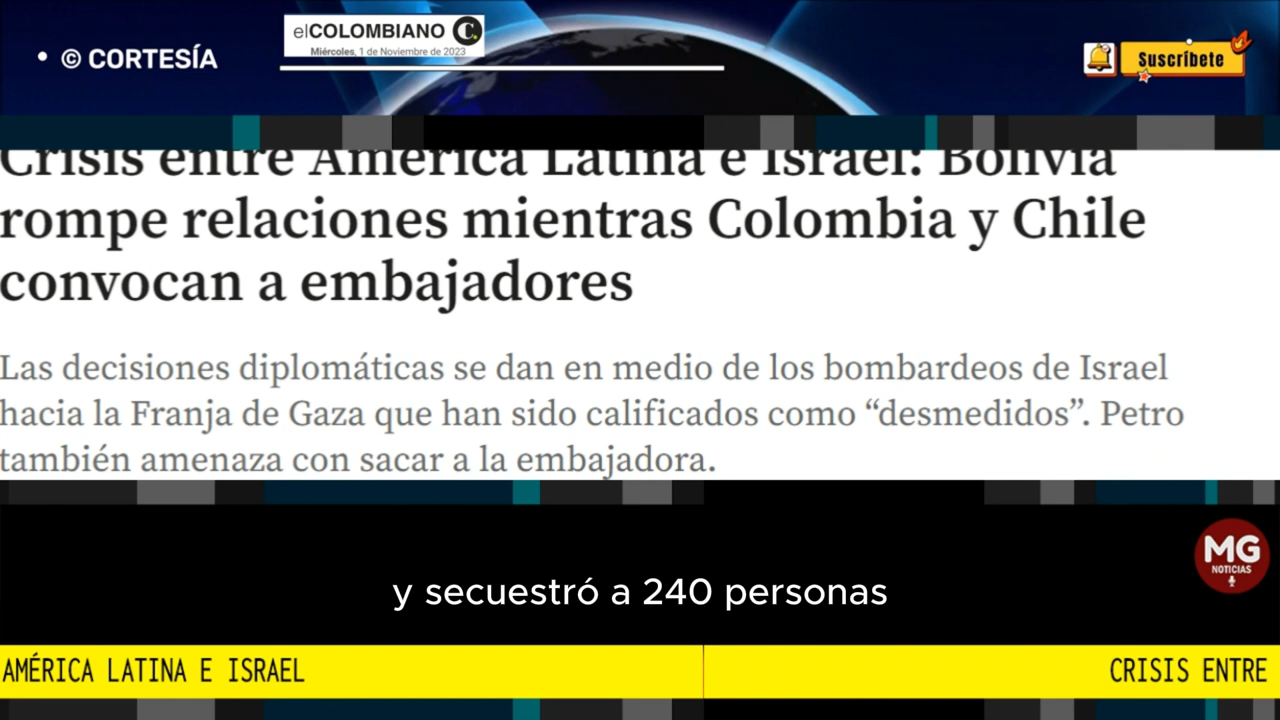 • © CORTESÍA
elCOLOMBIANO C
Miércoles, 1 de Noviembre de 2023
Suscríbete
Crisis entre América Latina e Israel: Bolivia
rompe relaciones mientras Colombia y Chile
convocan a embajadores
Las decisiones diplomáticas se dan en medio de los bombardeos de Israel
hacia la Franja de Gaza que han sido calificados como “desmedidos”. Petro
también amenaza con sacar a la embajadora.
MG
NOTICIAS
y secuestró a 240 personas
AMÉRICA LATINA E ISRAEL
CRISIS ENTRE